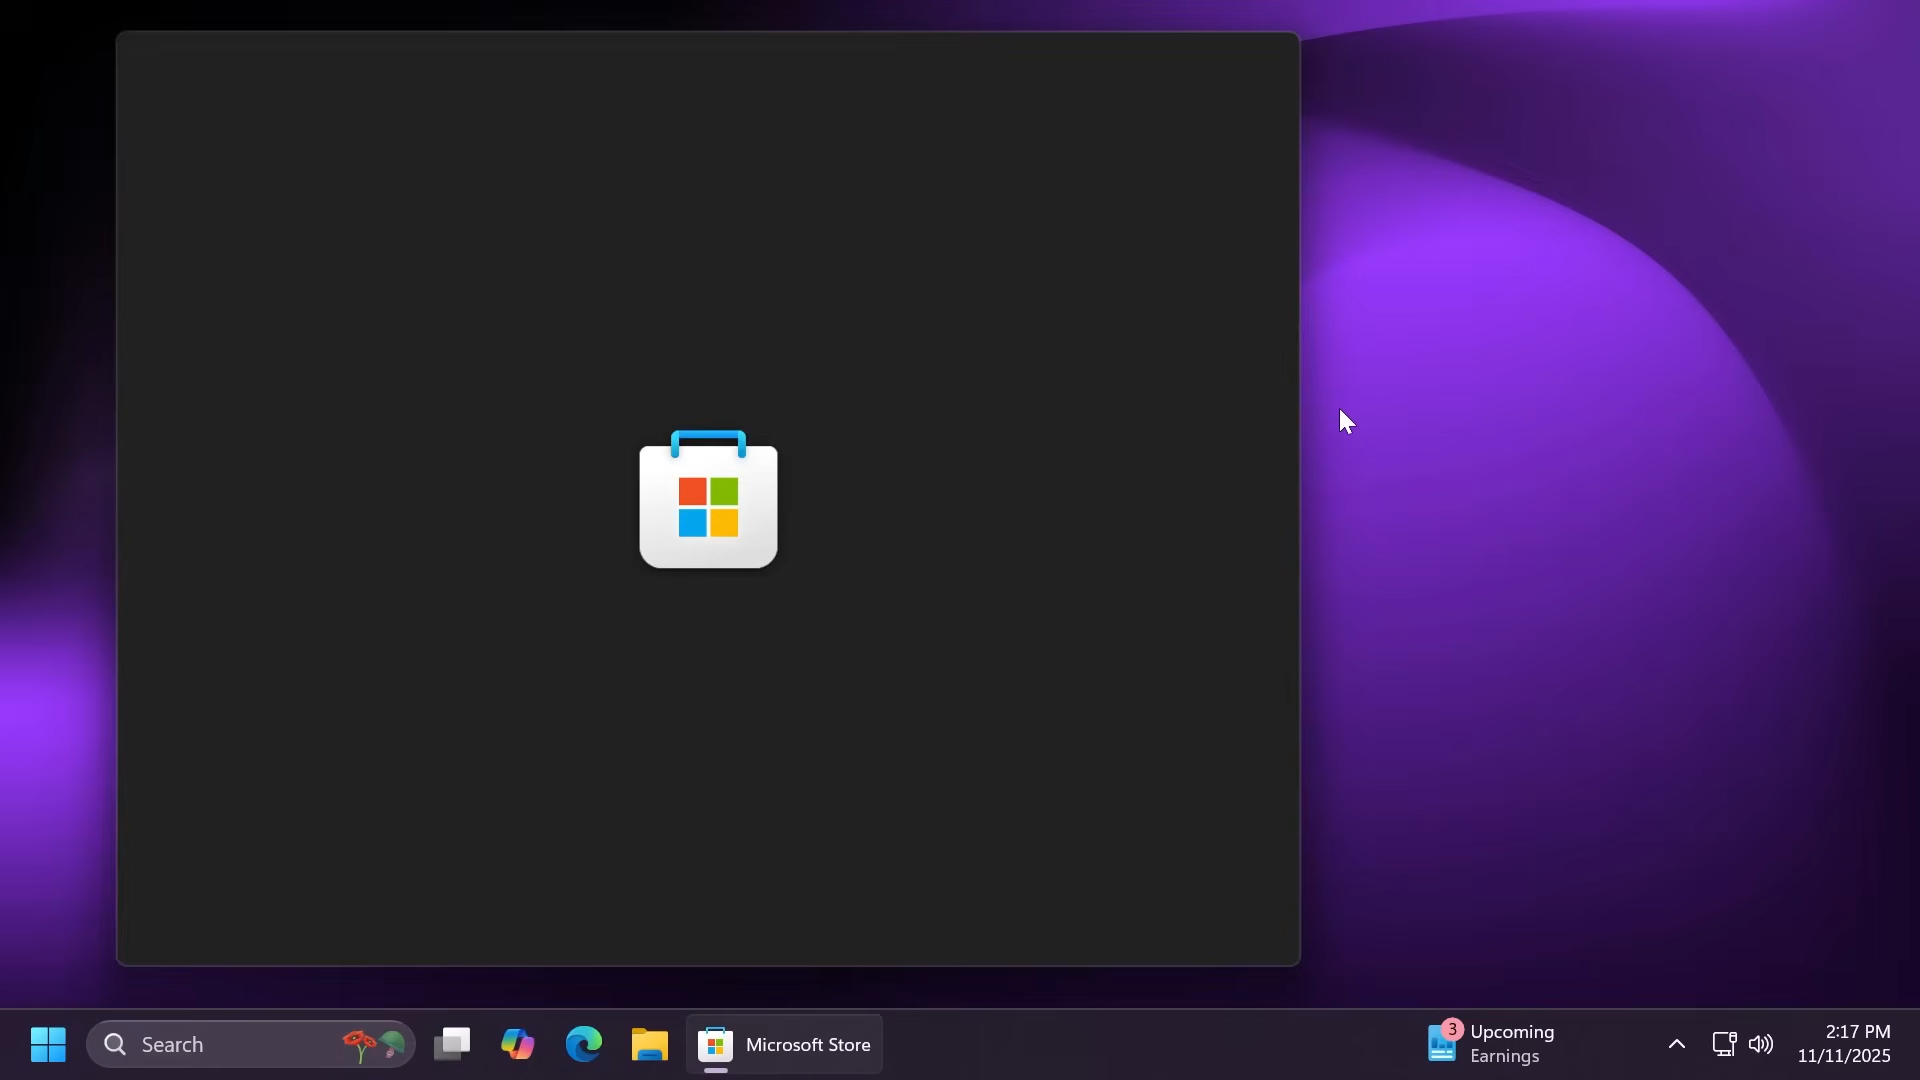 Search
Microsoft Store
3
Upcoming
Earnings
2:17 PM
11/11/2025